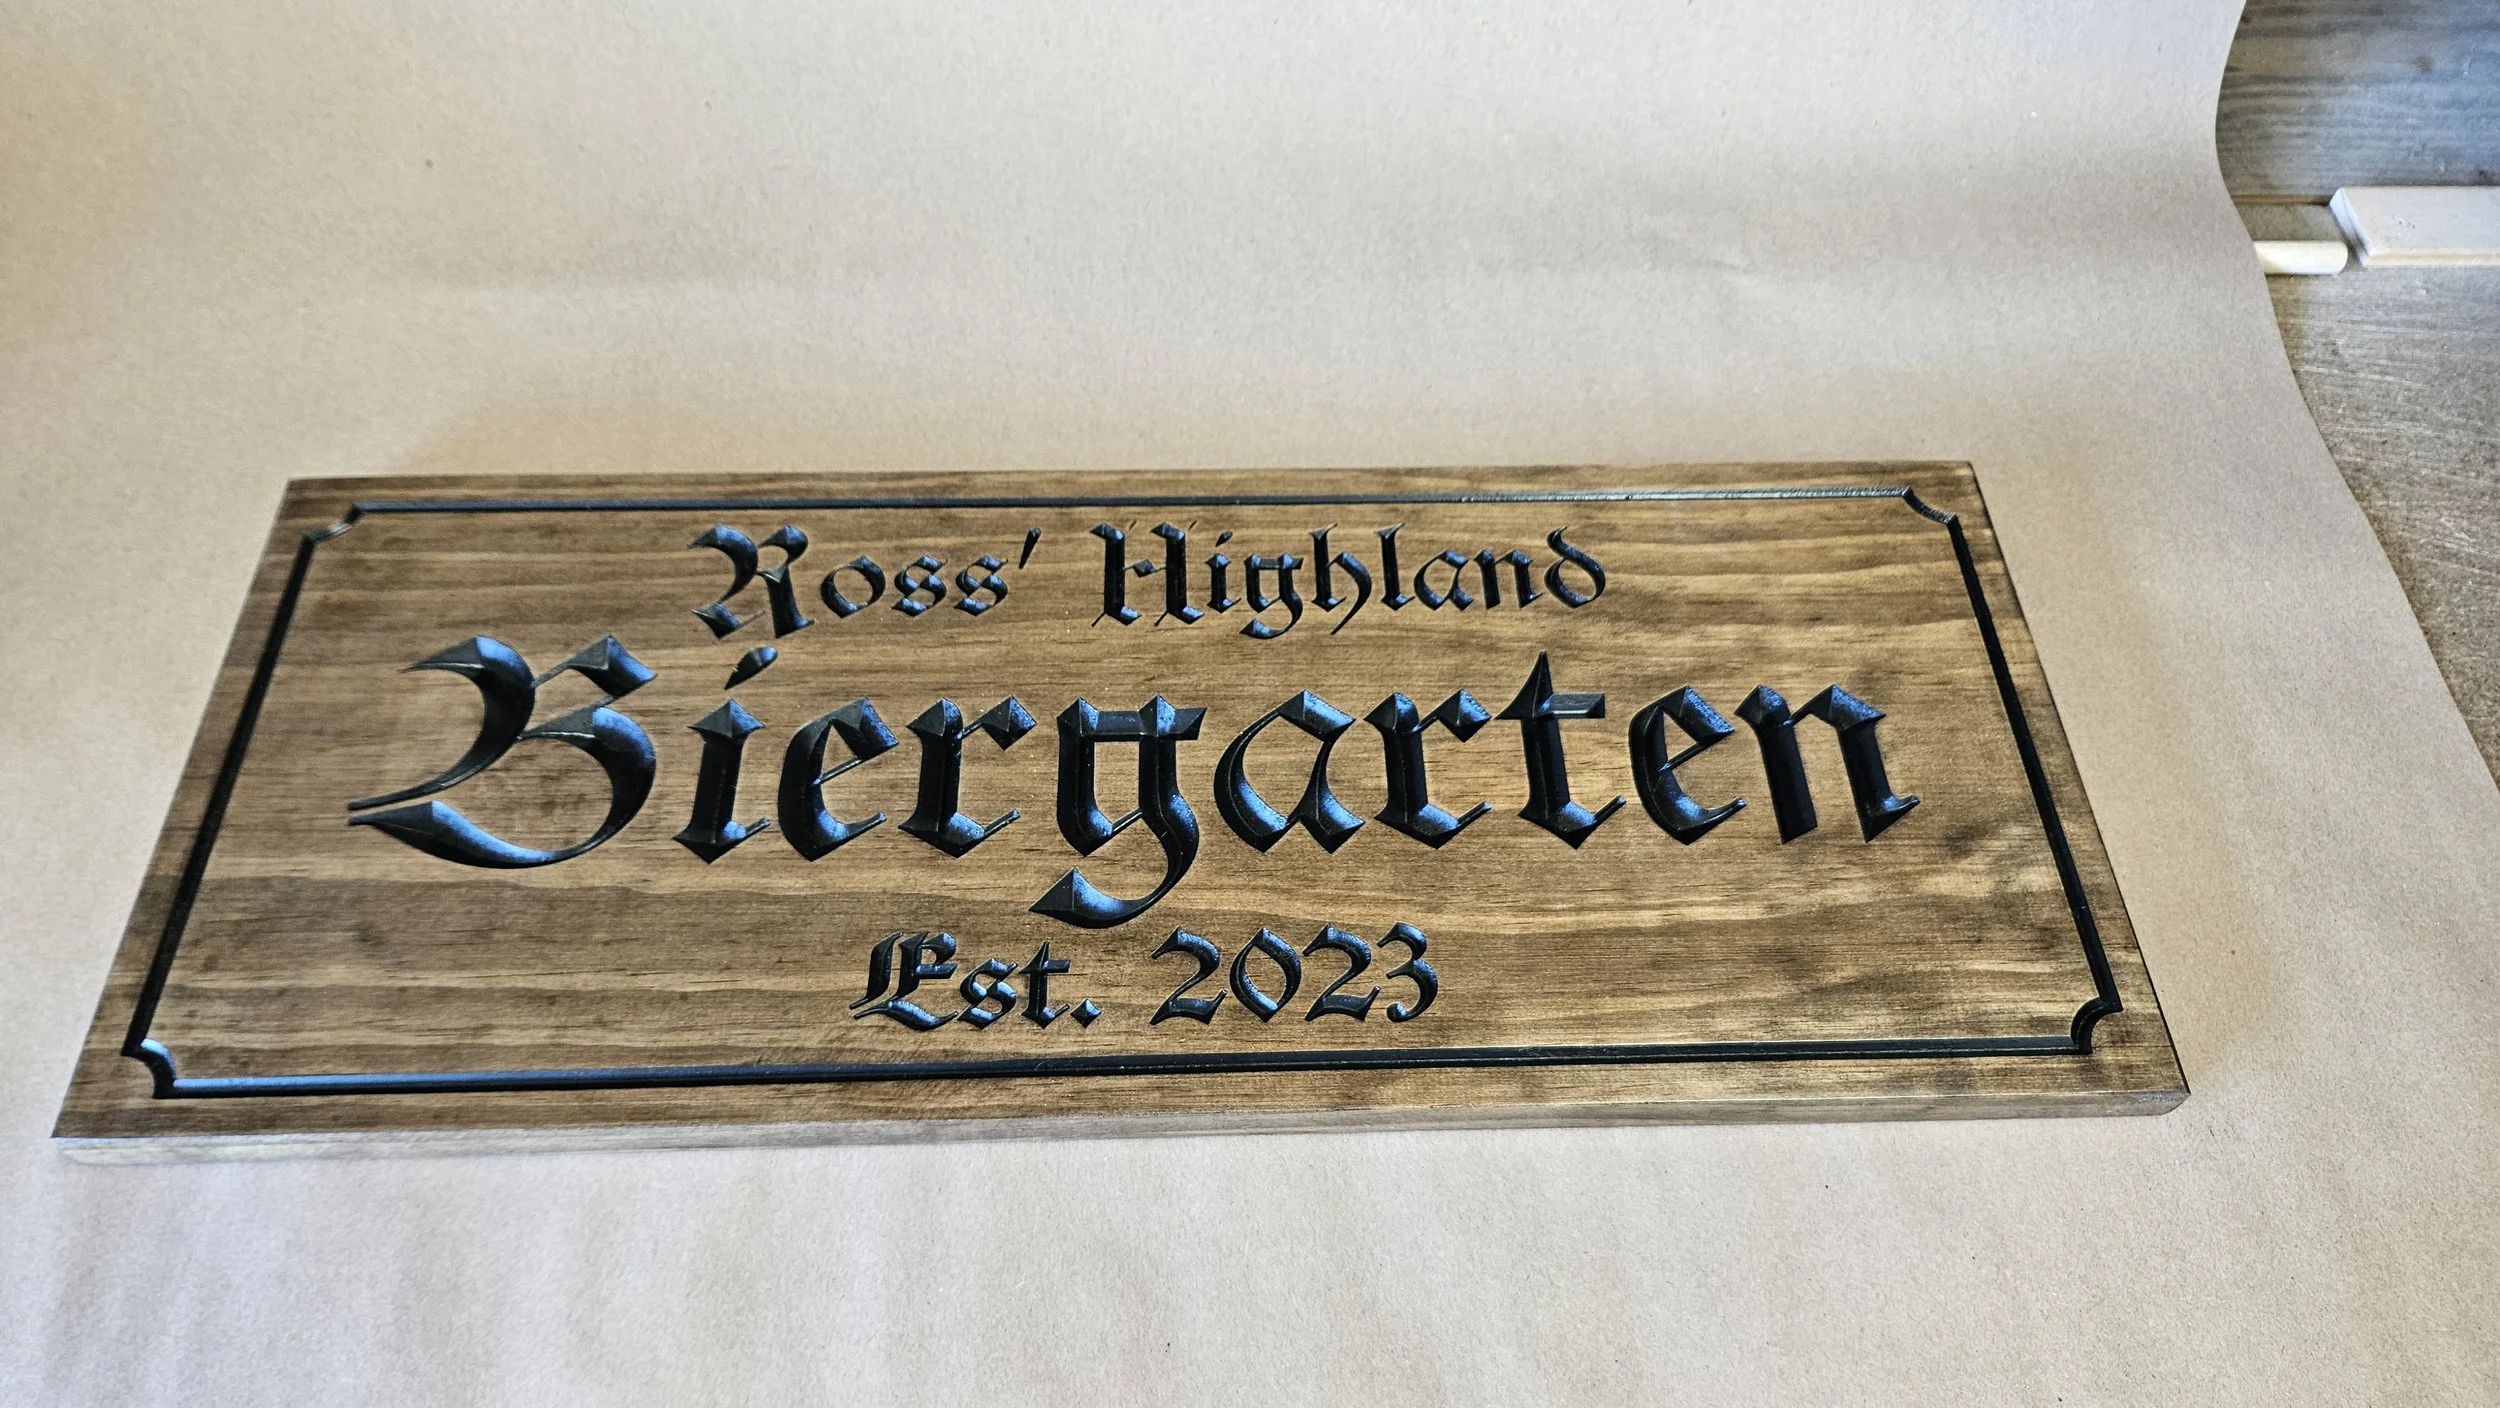 Ross' Highland
Biergarten
Est. 2023